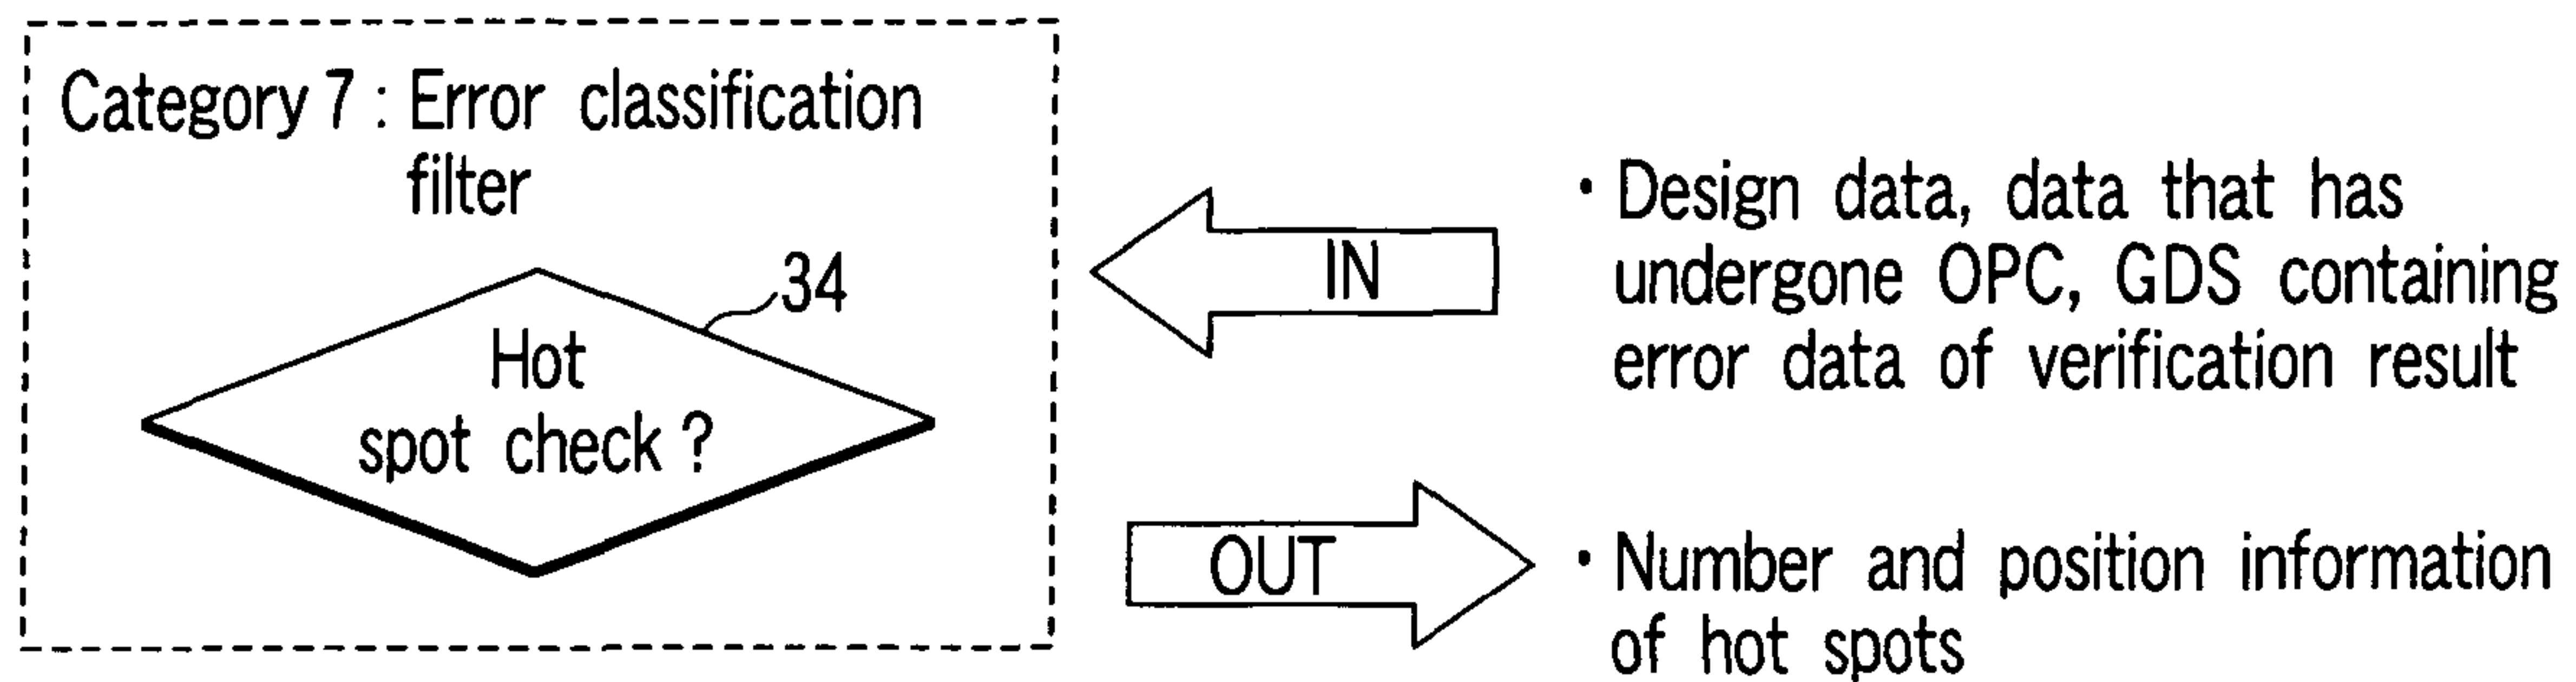 Category 7 : Error classification
filter
34
Hot
spot check ?
IN
・Design data, data that has
undergone OPC, GDS containing
error data of verification result
OUT
・Number and position information
of hot spots